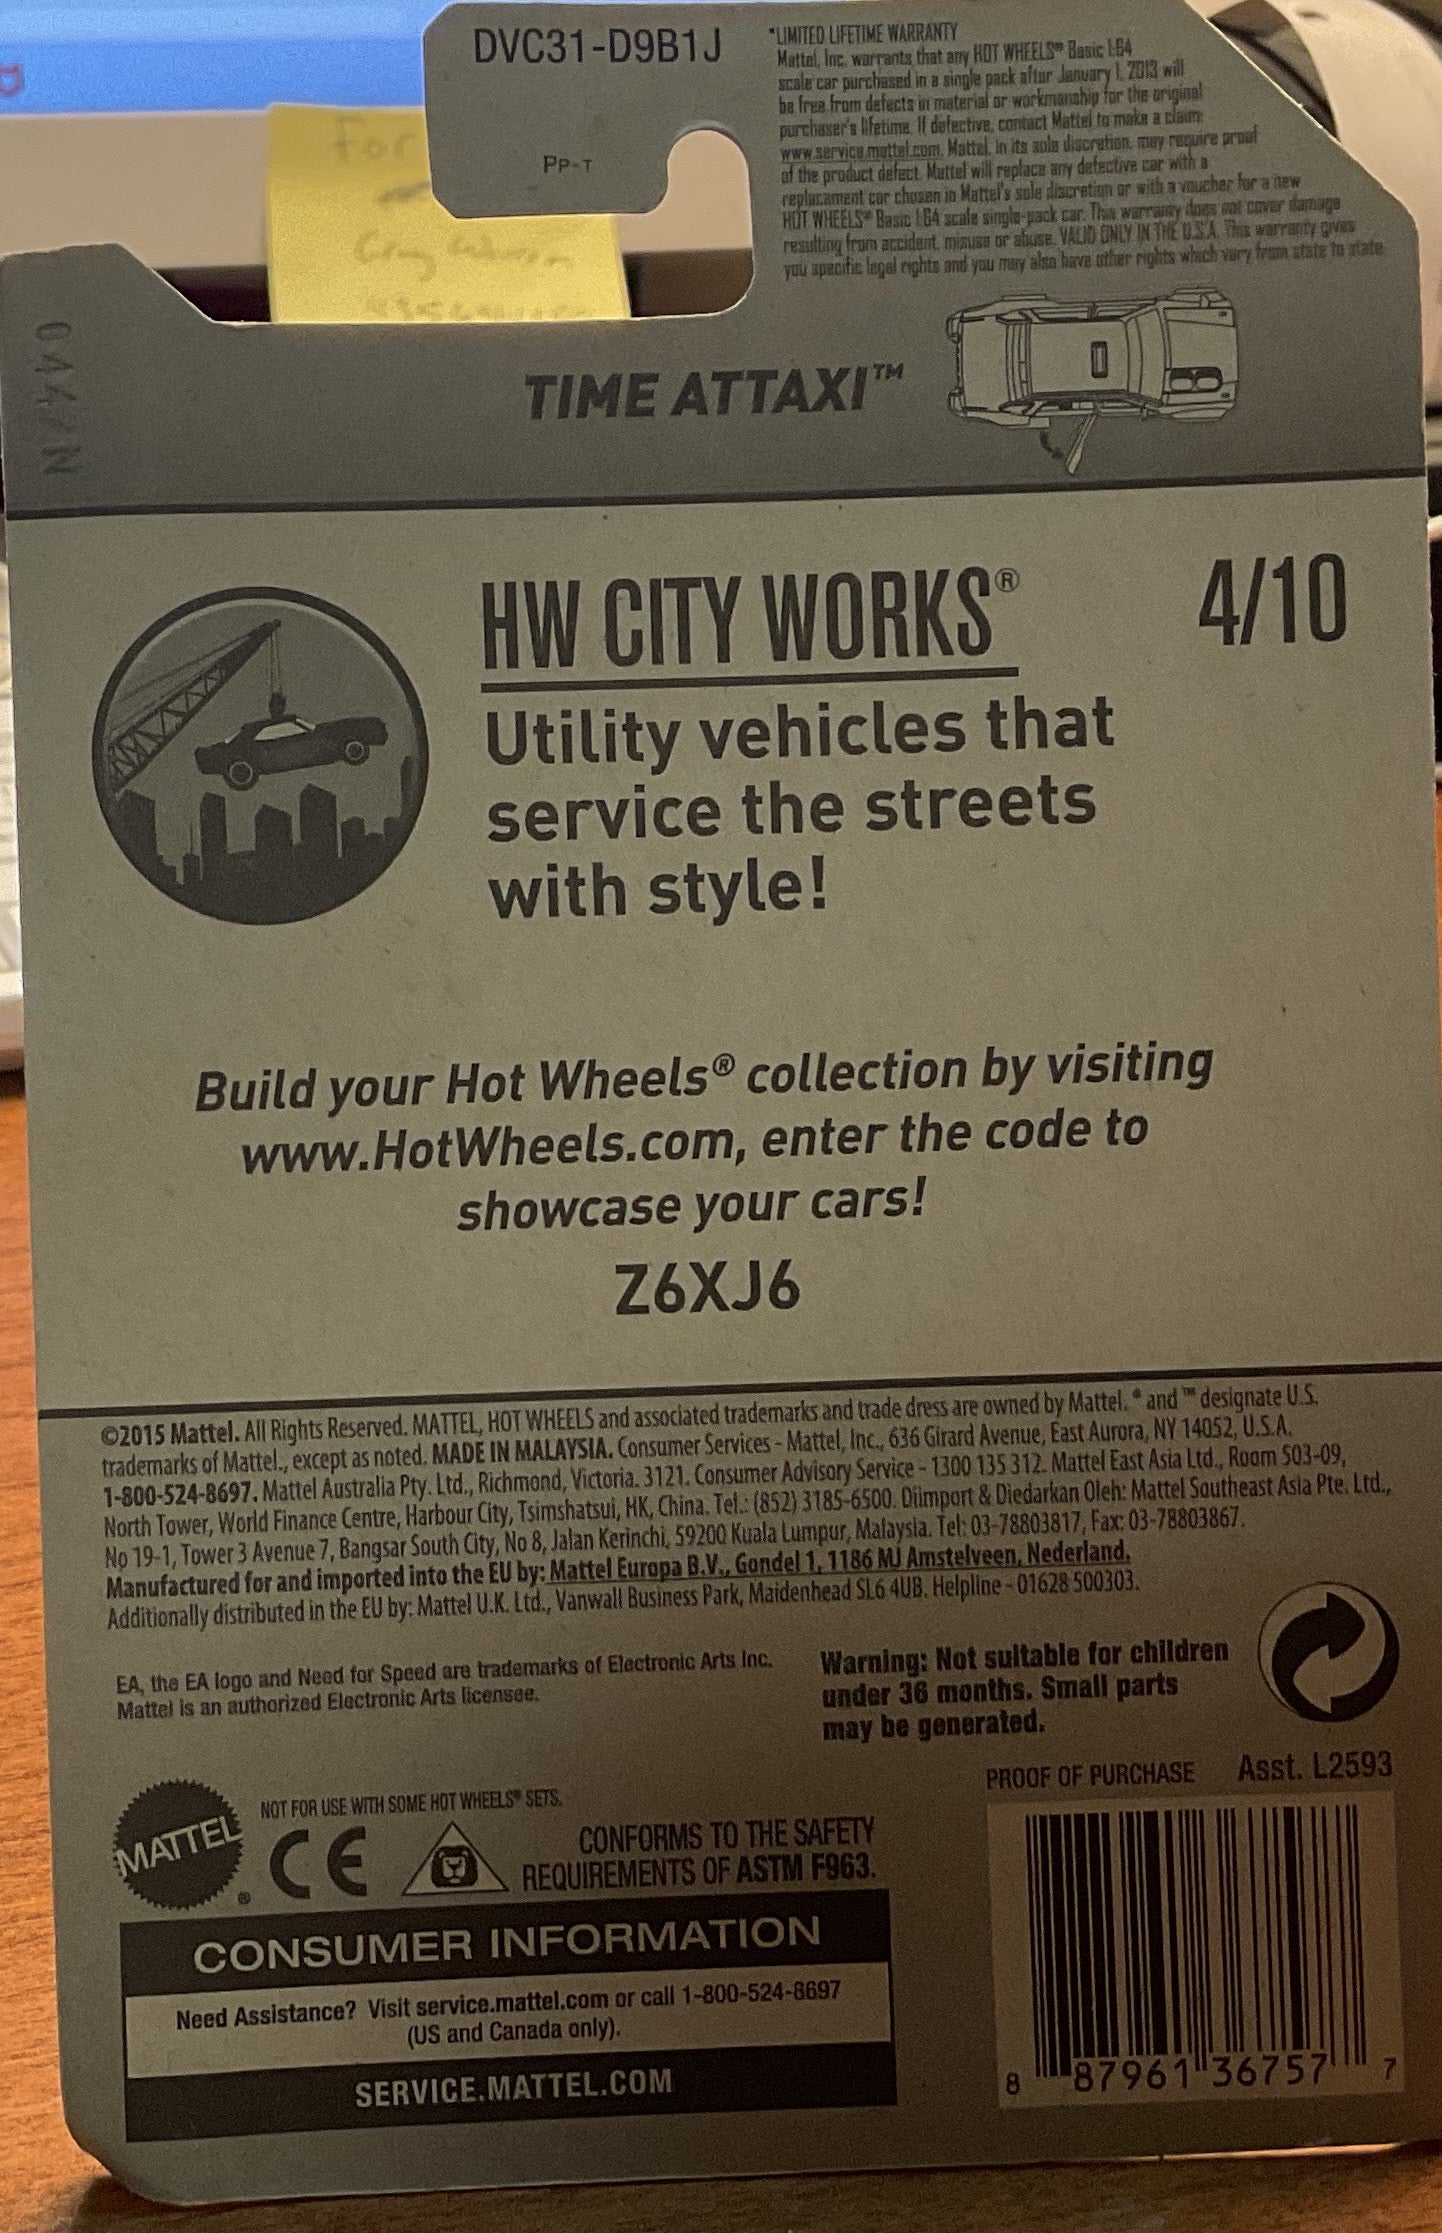 For
DVC31-D9B1J
PP-T
*LIMITED LIFETIME WARRANTY
Mattel, Inc. warrants that any HOT WHEELS® Basic 1:64
scale car purchased in a single pack after January 1, 2013 will
be free from defects in material or workmanship for the original
purchaser's lifetime. If defective, contact Mattel to make a claim:
www.service.mattel.com. Mattel, in its sole discretion, may require proof
of the product defect. Mattel will replace any defective car with a
replacement car chosen in Mattel's sole discretion or with a voucher for a new
HOT WHEELS® Basic 1:64 scale single-pack car. This warranty does not cover damage
resulting from accident, misuse or abuse. VALID ONLY IN THE U.S.A. This warranty gives
you specific legal rights and you may also have other rights which vary from state to state.
TIME ATTAXI™
HW CITY WORKS®
4/10
Utility vehicles that
service the streets
with style!
Build your Hot Wheels® collection by visiting
www.HotWheels.com, enter the code to
showcase your cars!
Z6XJ6
©2015 Mattel. All Rights Reserved. MATTEL, HOT WHEELS and associated trademarks and trade dress are owned by Mattel. ® and ™ designate U.S.
trademarks of Mattel., except as noted. MADE IN MALAYSIA. Consumer Services - Mattel, Inc., 636 Girard Avenue, East Aurora, NY 14052, U.S.A.
1-800-524-8697. Mattel Australia Pty. Ltd., Richmond, Victoria. 3121. Consumer Advisory Service - 1300 135 312. Mattel East Asia Ltd., Room 503-09,
North Tower, World Finance Centre, Harbour City, Tsimshatsui, HK, China. Tel.: (852) 3185-6500. Diimport & Diedarkan Oleh: Mattel Southeast Asia Pte. Ltd.,
No 19-1, Tower 3 Avenue 7, Bangsar South City, No 8, Jalan Kerinchi, 59200 Kuala Lumpur, Malaysia. Tel: 03-78803817, Fax: 03-78803867.
Manufactured for and imported into the EU by: Mattel Europa B.V., Gondel 1, 1186 MJ Amstelveen, Nederland.
Additionally distributed in the EU by: Mattel U.K. Ltd., Vanwall Business Park, Maidenhead SL6 4UB. Helpline - 01628 500303.
EA, the EA logo and Need for Speed are trademarks of Electronic Arts Inc.
Mattel is an authorized Electronic Arts licensee.
Warning: Not suitable for children
under 36 months. Small parts
may be generated.
PROOF OF PURCHASE
Asst. L2593
MATTEL®
NOT FOR USE WITH SOME HOT WHEELS® SETS.
CE
CONFORMS TO THE SAFETY
REQUIREMENTS OF ASTM F963.
CONSUMER INFORMATION
Need Assistance? Visit service.mattel.com or call 1-800-524-8697
(US and Canada only).
SERVICE.MATTEL.COM
8 87961 36757 7